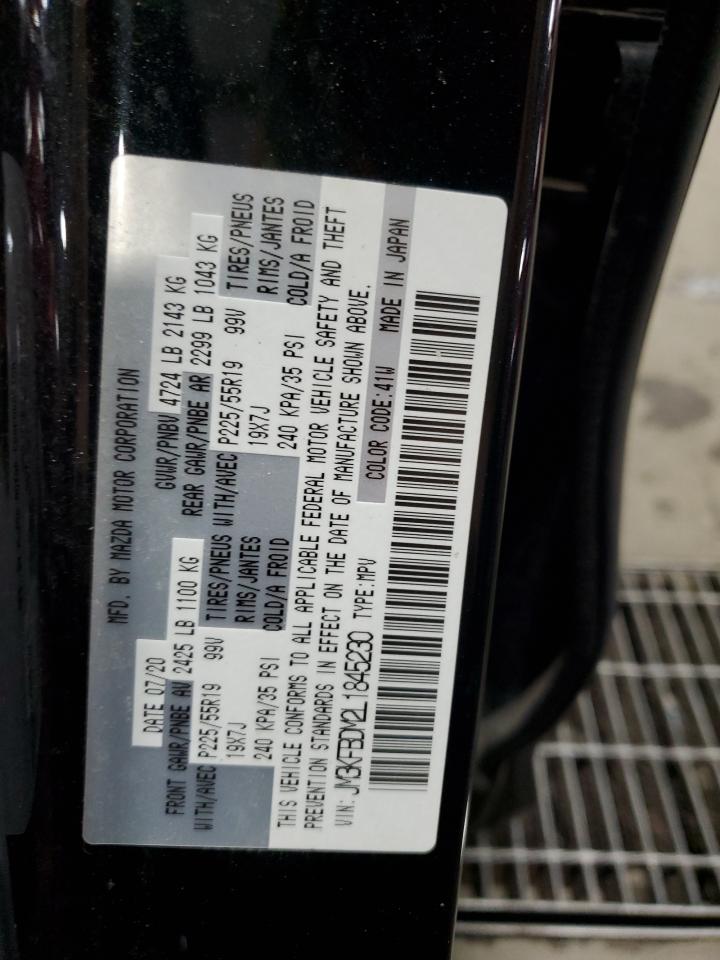 MFD. BY MAZDA MOTOR CORPORATION
DATE 07/20 GVWR/PNBV 4724 LB 2143 KG
FRONT GAWR/PNBE AV 2425 LB 1100 KG REAR GAWR/PNBE AR 2299 LB 1043 KG
WITH/AVEC P225/55R19 99V TIRES/PNEUS WITH/AVEC P225/55R19 99V TIRES/PNEUS
19X7J RIMS/JANTES 19X7J RIMS/JANTES
240 KPA/35 PSI COLD/A FROID 240 KPA/35 PSI COLD/A FROID
THIS VEHICLE CONFORMS TO ALL APPLICABLE FEDERAL MOTOR VEHICLE SAFETY AND THEFT
PREVENTION STANDARDS IN EFFECT ON THE DATE OF MANUFACTURE SHOWN ABOVE.
VIN: JM3KFBDM2L1845230 TYPE:MPV COLOR CODE:41W MADE IN JAPAN